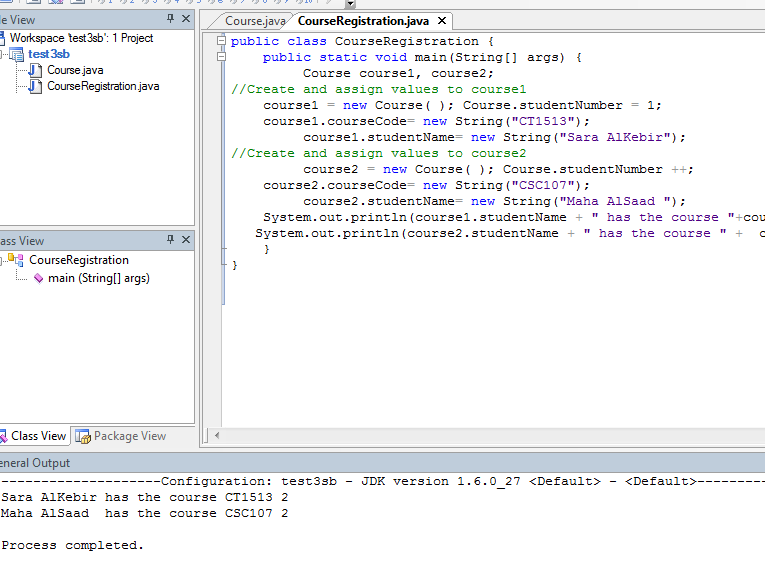 le View
Workspace 'test3sb': 1 Project
test3sb
Course.java
CourseRegistration.java
lass View
CourseRegistration
main (String[] args)
Class View Package View
Course.java CourseRegistration.java
public class CourseRegistration {
public static void main(String[] args) {
Course course1, course2;
//Create and assign values to course1
course1 = new Course( ); Course.studentNumber = 1;
course1.courseCode= new String("CT1513");
course1.studentName= new String("Sara AlKebir");
//Create and assign values to course2
course2 = new Course( ); Course.studentNumber ++;
course2.courseCode= new String("CSC107");
course2.studentName= new String("Maha AlSaad ");
System.out.println(course1.studentName + " has the course "+cou
System.out.println(course2.studentName + " has the course " + c
}
}
eneral Output
--------------------Configuration: test3sb - JDK version 1.6.0_27 <Default> - <Default>---------
Sara AlKebir has the course CT1513 2
Maha AlSaad  has the course CSC107 2
Process completed.